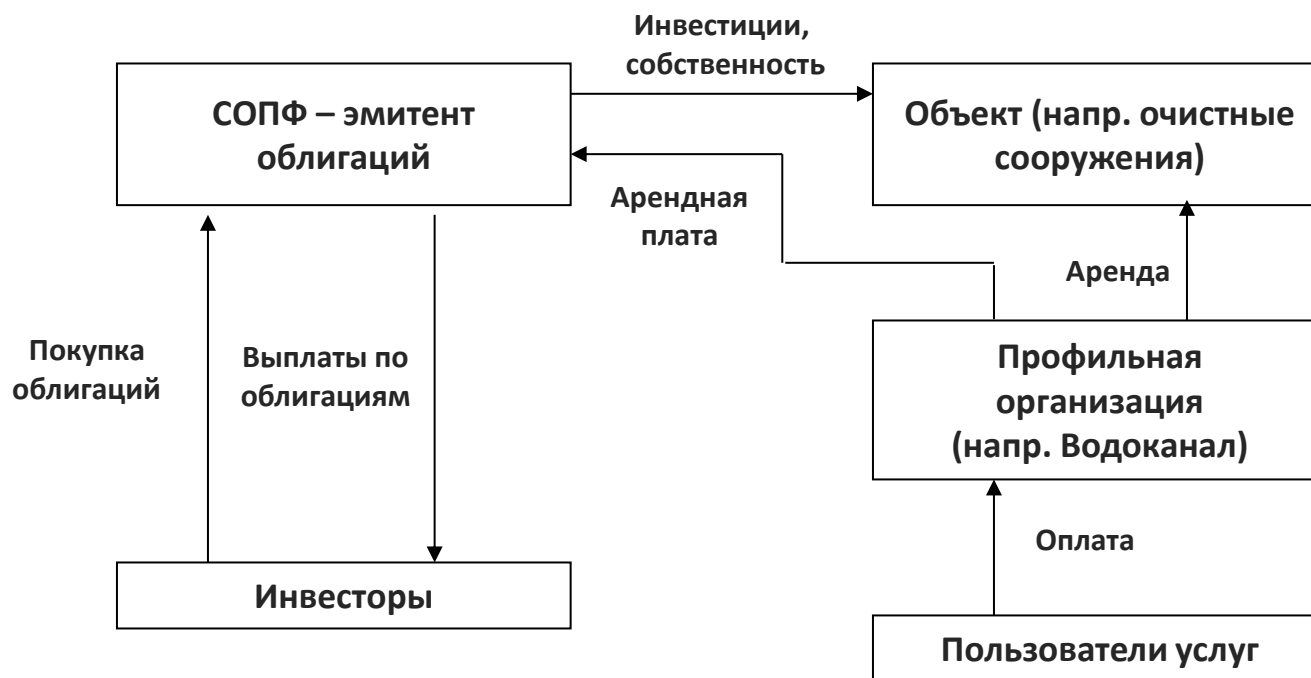 Инвестиции,
собственность
СОПФ – эмитент
облигаций
Объект (напр. очистные
сооружения)
Арендная
плата
Аренда
Покупка
облигаций
Выплаты по
облигациям
Профильная
организация
(напр. Водоканал)
Оплата
Инвесторы
Пользователи услуг